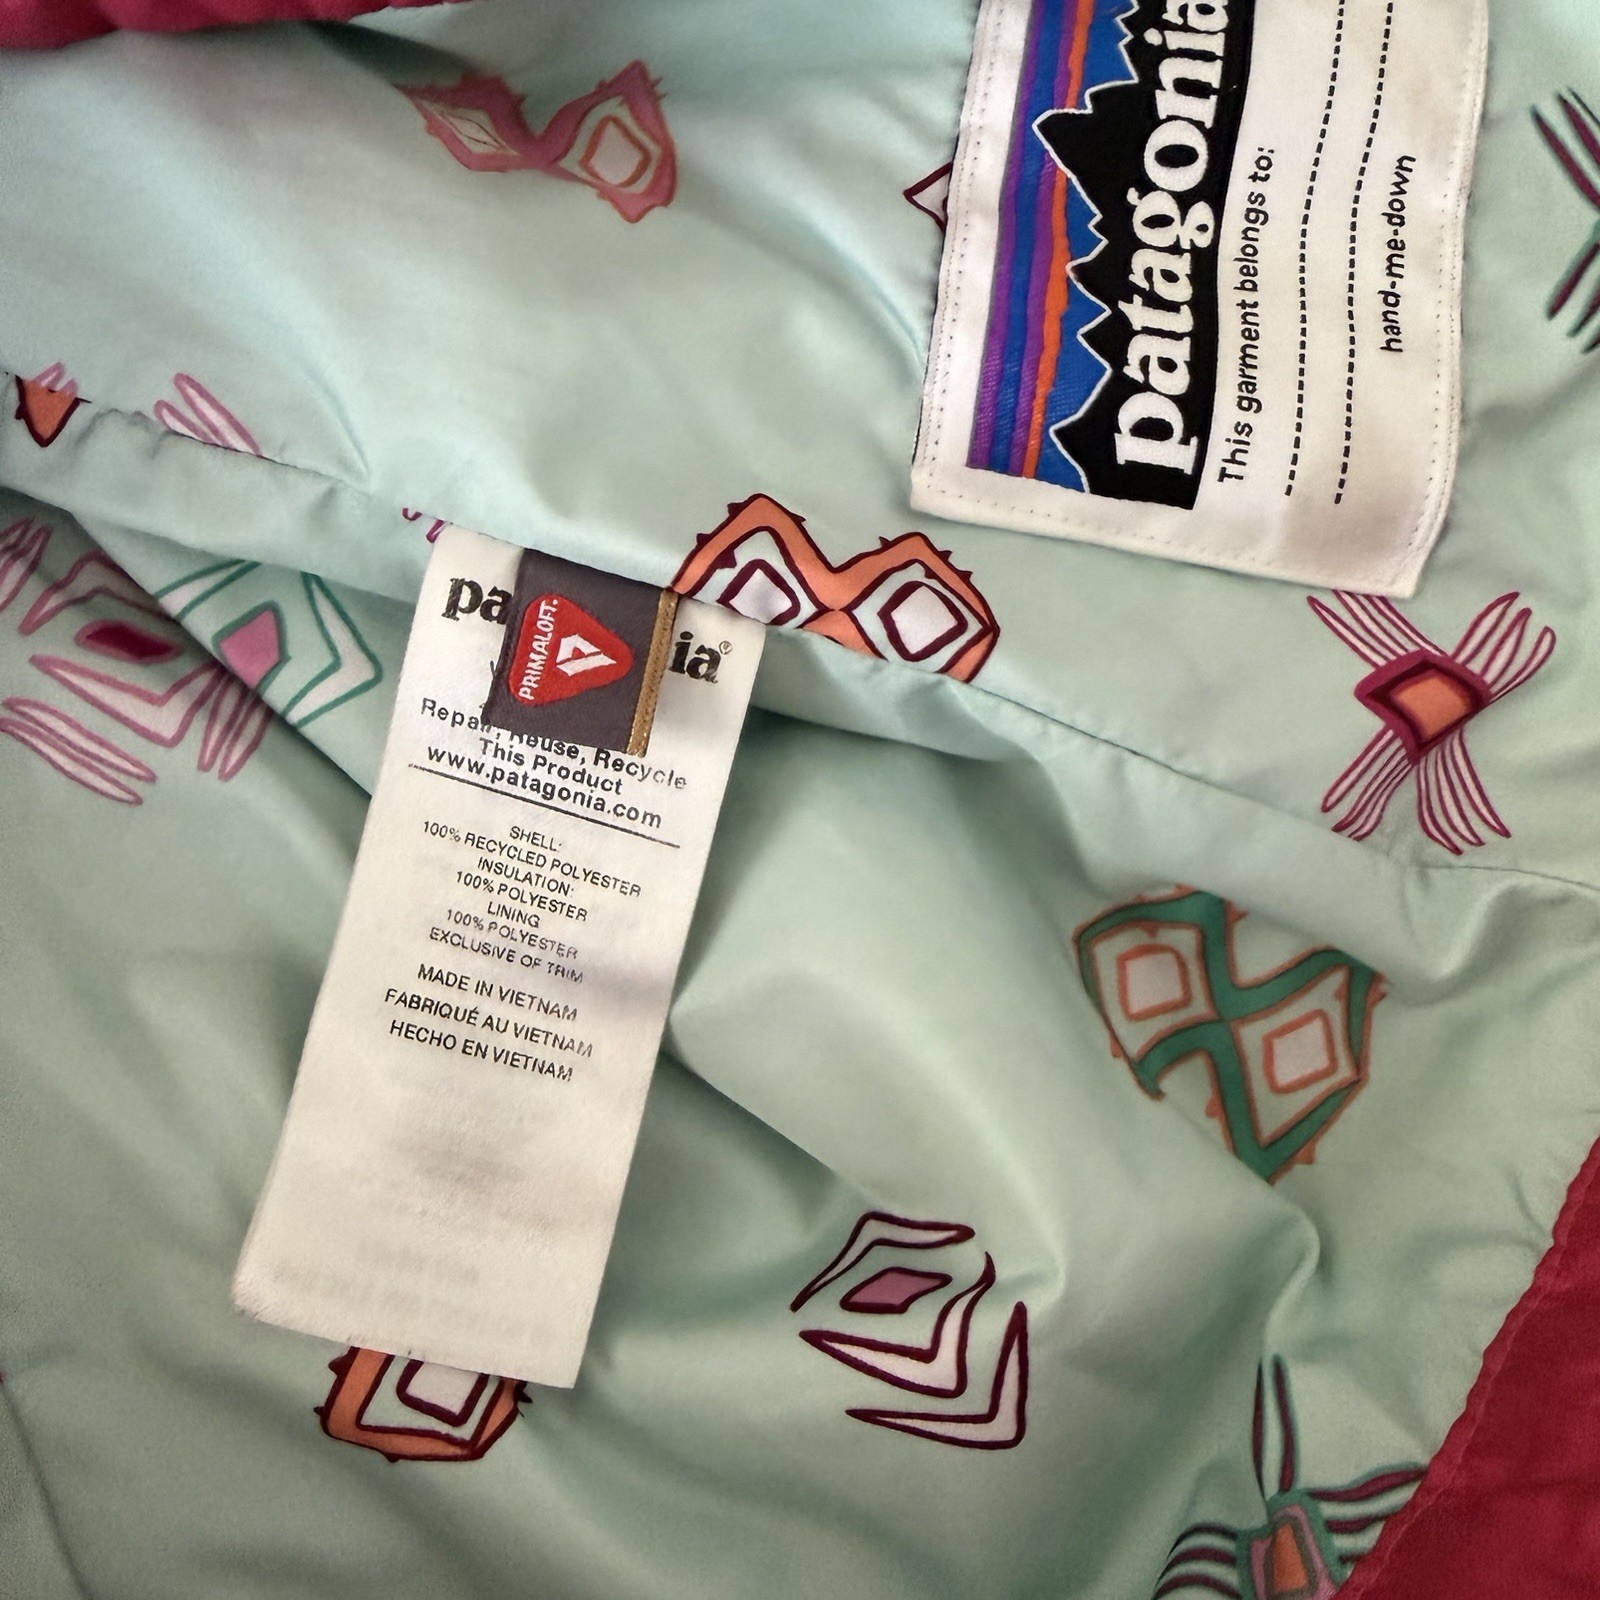 patagonia
This garment belongs to:
hand-me-down
pa ia®
PRIMALOFT.
Repair, Reuse, Recycle
This Product
www.patagonia.com
SHELL:
100% RECYCLED POLYESTER
INSULATION:
100% POLYESTER
LINING
100% POLYESTER
EXCLUSIVE OF TRIM
MADE IN VIETNAM
FABRIQUÉ AU VIETNAM
HECHO EN VIETNAM